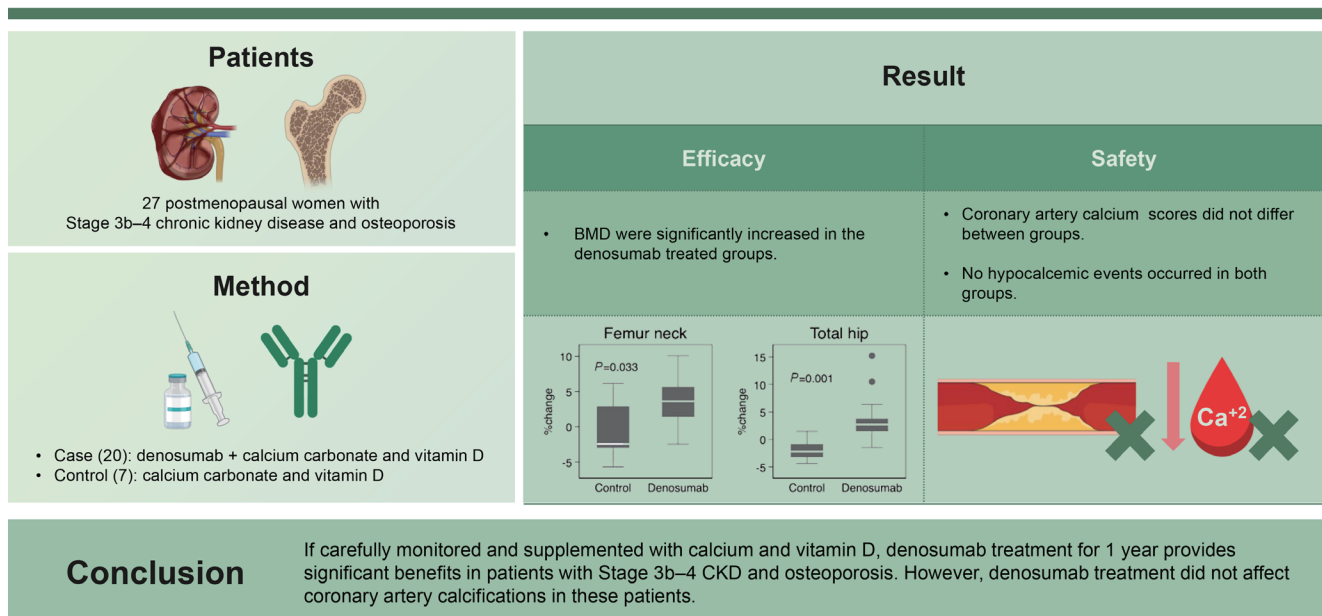 Patients
27 postmenopausal women with
Stage 3b–4 chronic kidney disease and osteoporosis
Method
• Case (20): denosumab + calcium carbonate and vitamin D
• Control (7): calcium carbonate and vitamin D
Result
Efficacy
• BMD were significantly increased in the
denosumab treated groups.
Safety
• Coronary artery calcium scores did not differ
between groups.
• No hypocalcemic events occurred in both
groups.
Femur neck
P=0.033
%change
10
5
0
-5
Control Denosumab
Total hip
P=0.001
%change
15
10
5
0
-5
Control Denosumab
Ca+2
Conclusion
If carefully monitored and supplemented with calcium and vitamin D, denosumab treatment for 1 year provides
significant benefits in patients with Stage 3b–4 CKD and osteoporosis. However, denosumab treatment did not affect
coronary artery calcifications in these patients.